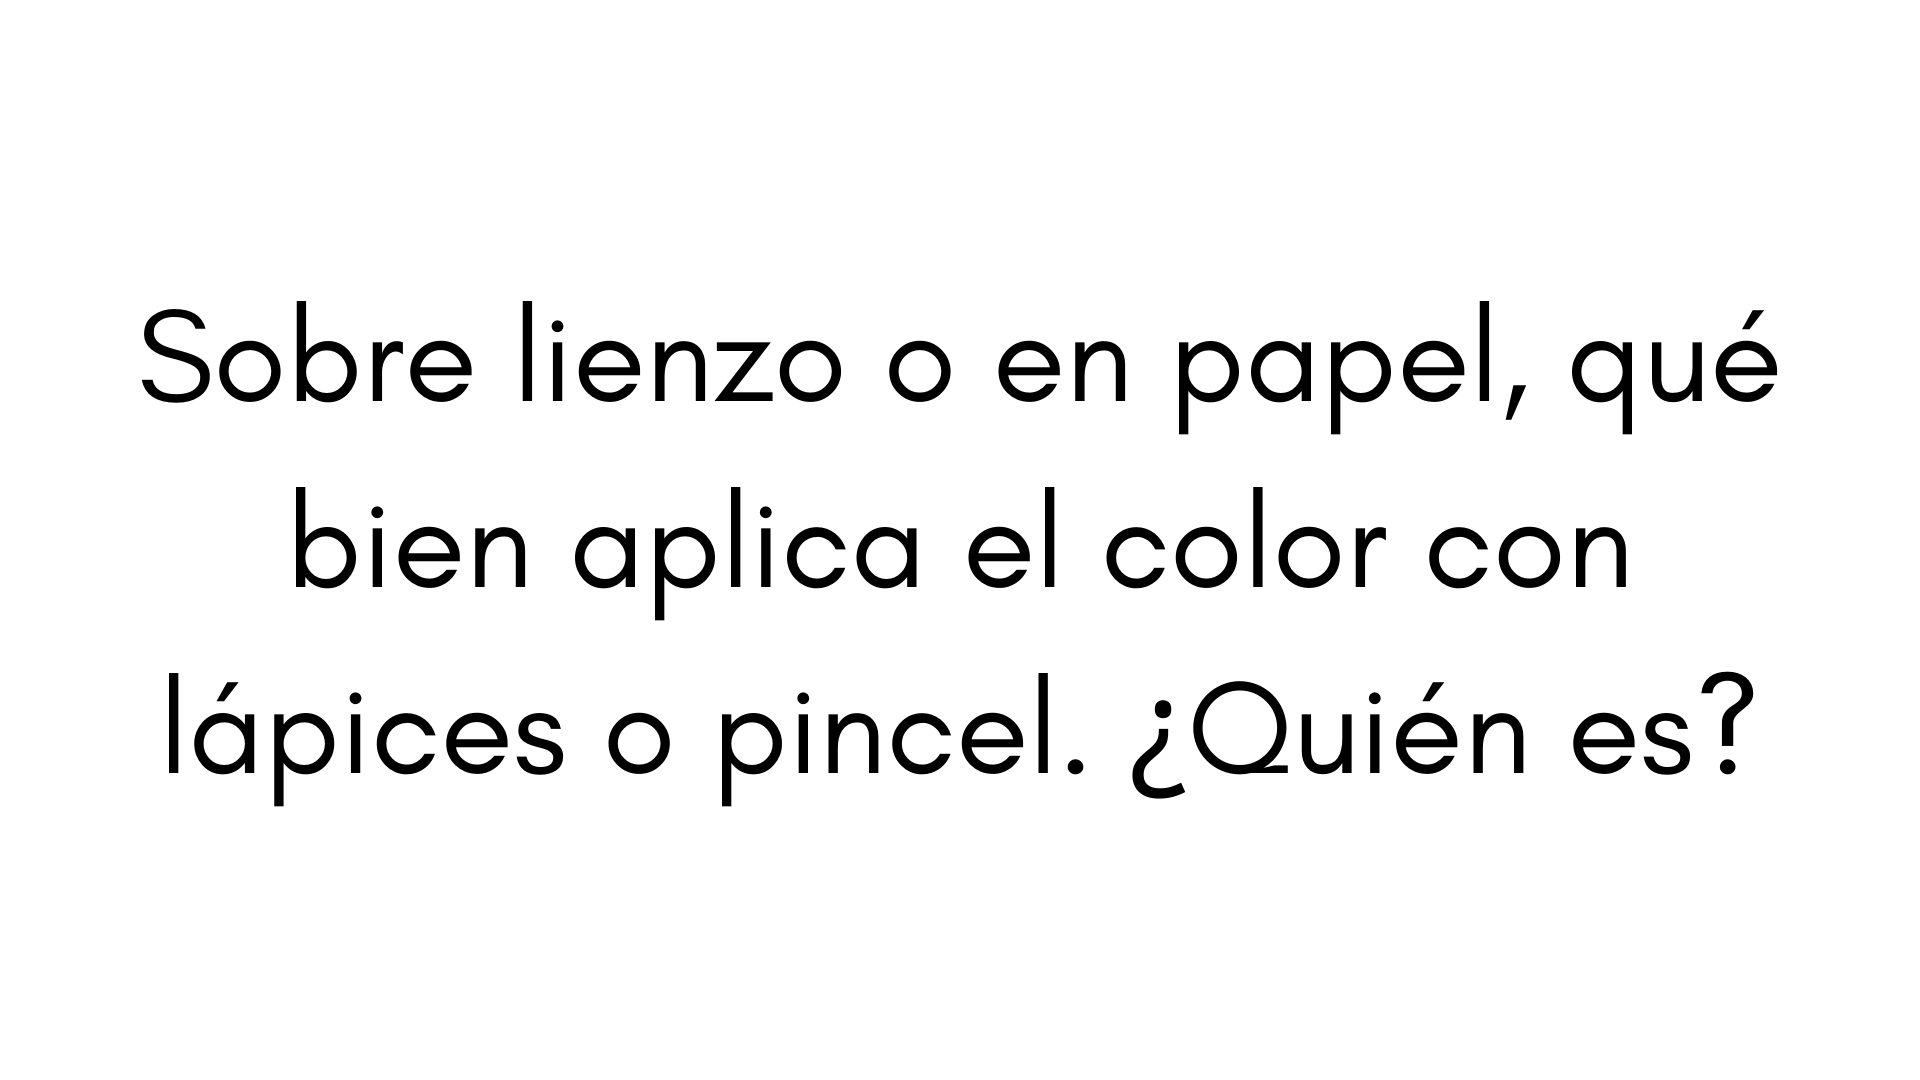 Sobre lienzo o en papel, qué
bien aplica el color con
lápices o pincel. ¿Quién es?